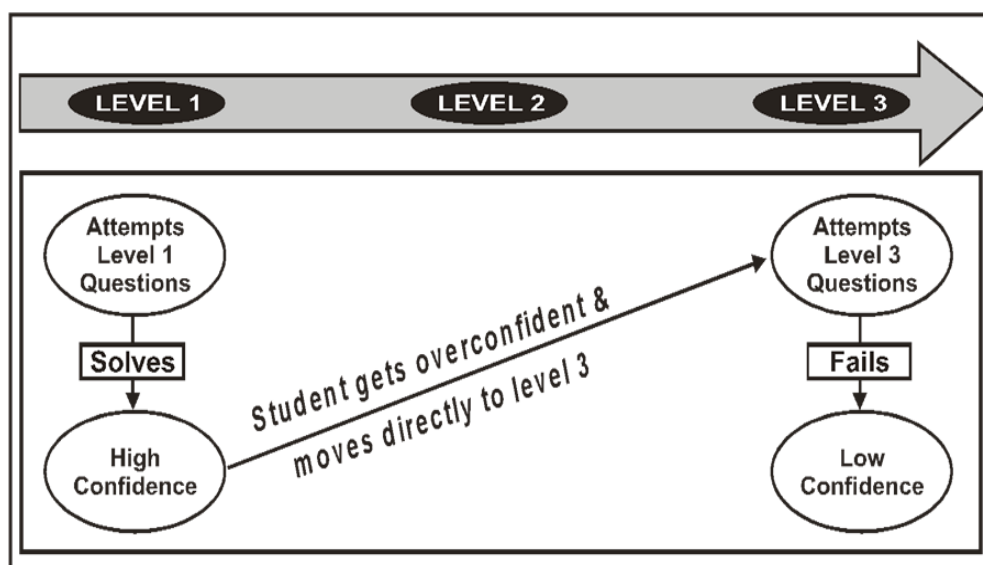 LEVEL 1
LEVEL 2
LEVEL 3
Attempts
Level 1
Questions
Solves
High
Confidence
Student gets overconfident &
moves directly to level 3
Attempts
Level 3
Questions
Fails
Low
Confidence